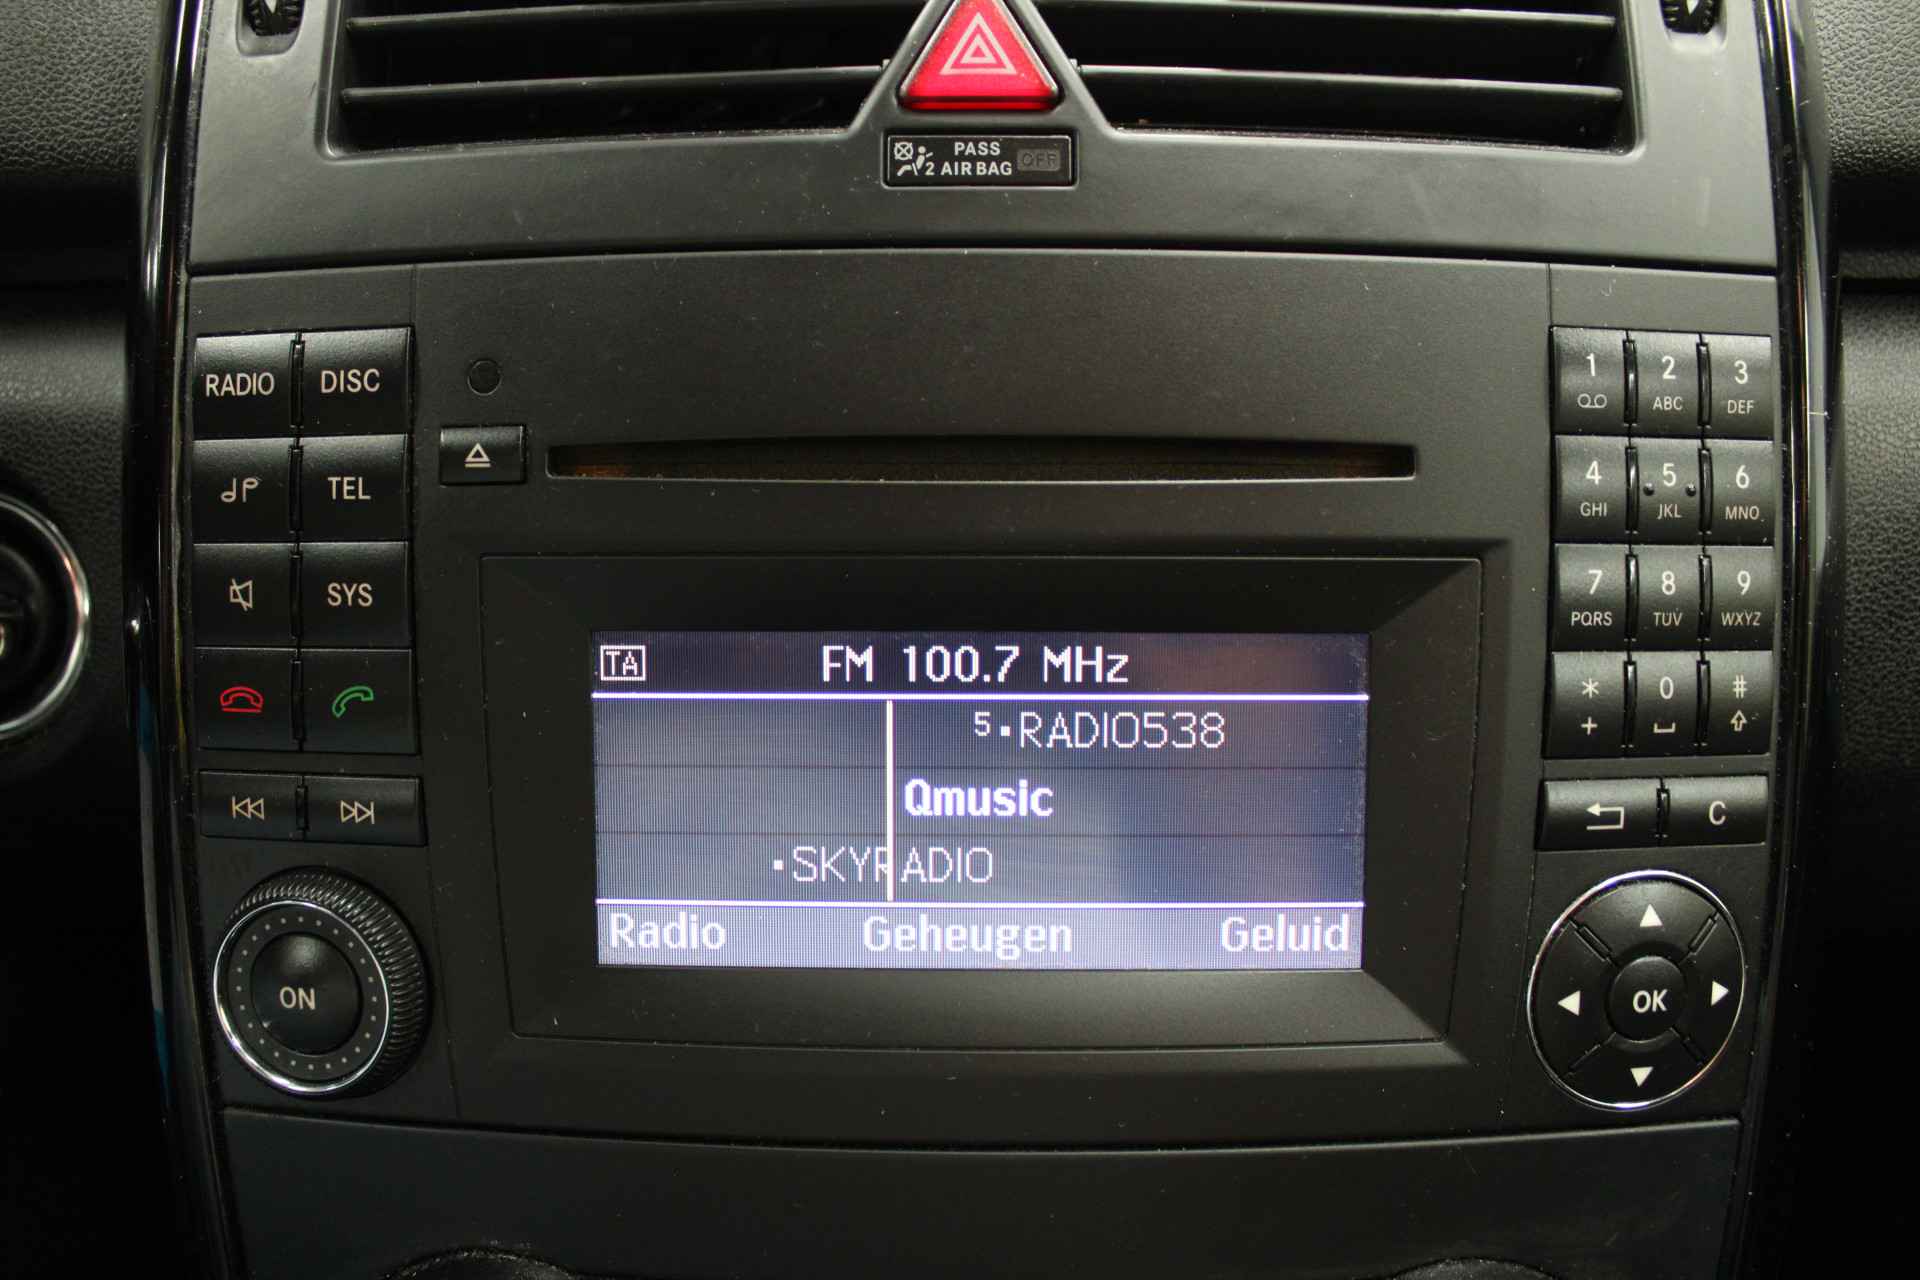 PASS
2 AIRBAG OFF
RADIO DISC
TEL
SYS
ON
TA FM 100.7 MHz
5 •RADIO538
Qmusic
•SKYRADIO
Radio Geheugen Geluid
1 2 3
ABC DEF
4 5 6
GHI JKL MNO
7 8 9
PQRS TUV WXYZ
* 0 #
+
C
OK